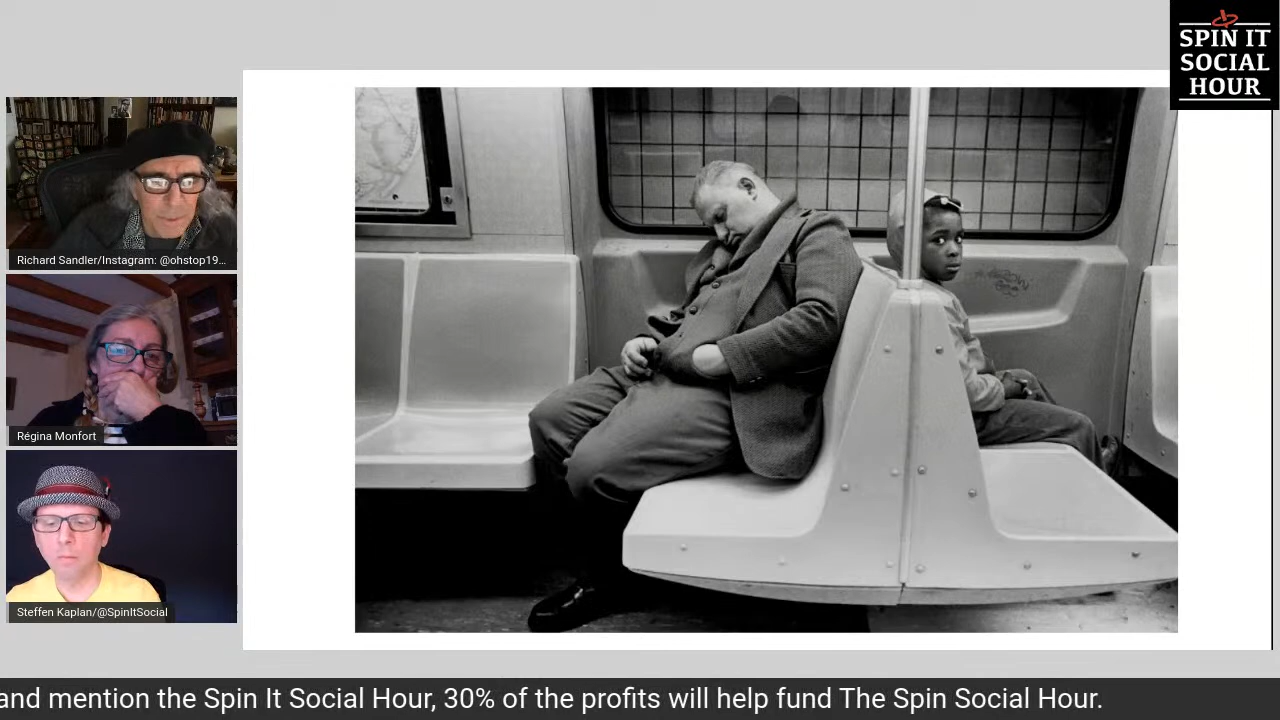 SPIN IT
SOCIAL
HOUR
Richard Sandler/Instagram: @ohstop19...
Régina Monfort
Steffen Kaplan/@SpinItSocial
and mention the Spin It Social Hour, 30% of the profits will help fund The Spin Social Hour.